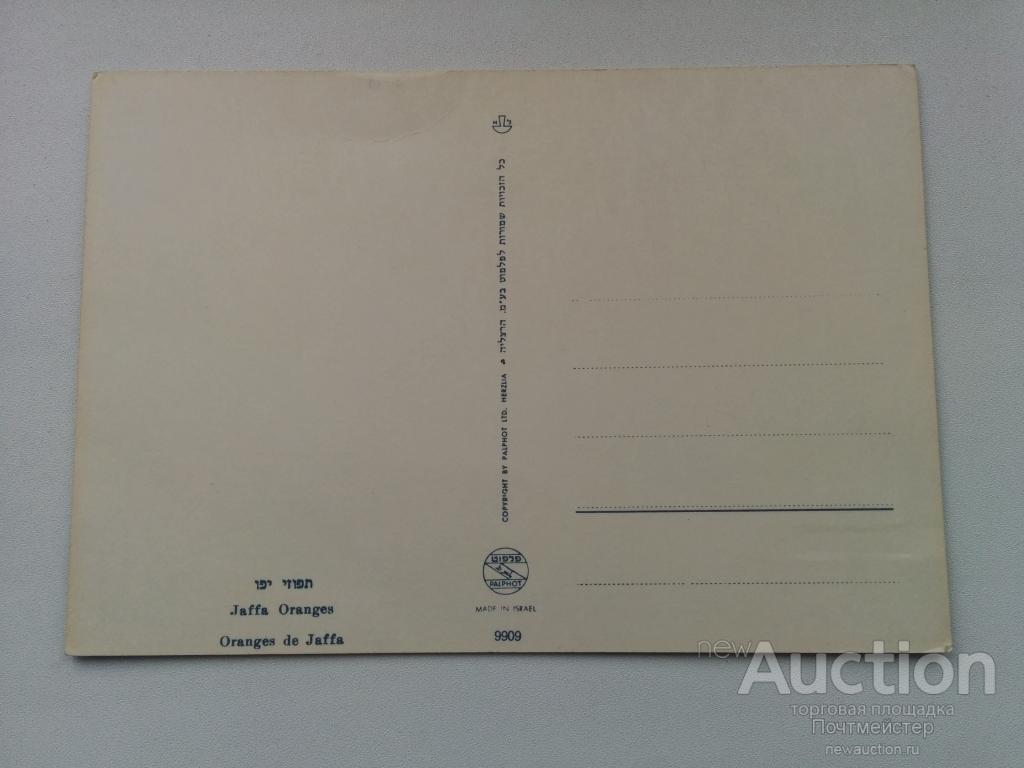 כל הזכויות שמורות לפלפוט בע"מ. הרצליה
COPYRIGHT BY PALPHOT LTD. HERZLIA
תפוזי יפו
Jaffa Oranges
Oranges de Jaffa
פלפוט
PALPHOT
MADE IN ISRAEL
9909
newAuction
торговая площадка
Почтмейстер
newauction.ru